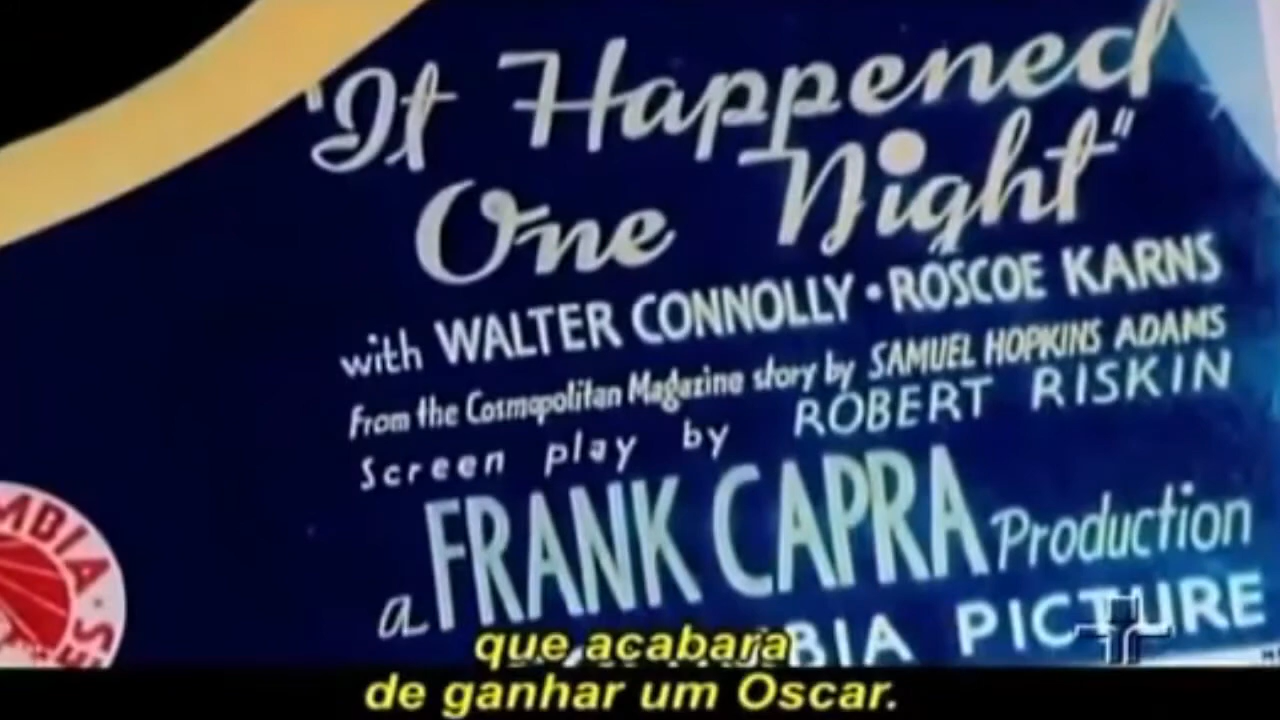 "It Happened
One Night"
with WALTER CONNOLLY • ROSCOE KARNS
From the Cosmopolitan Magazine story by SAMUEL HOPKINS ADAMS
Screen play by ROBERT RISKIN
a FRANK CAPRA Production
PICTURE
que acabara
de ganhar um Oscar.